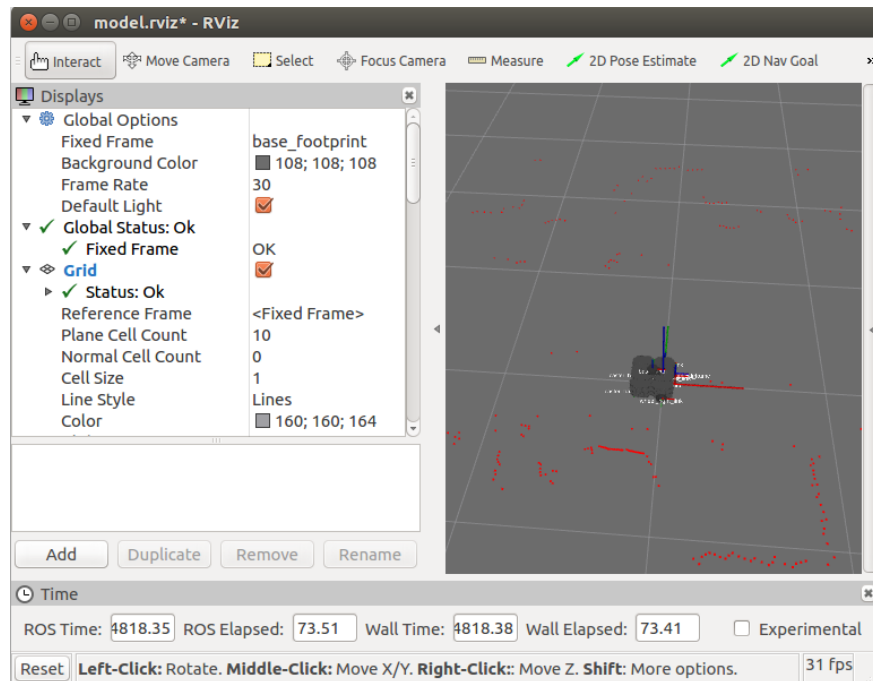 model.rviz* - RViz
Interact Move Camera Select Focus Camera Measure 2D Pose Estimate 2D Nav Goal »
Displays
Global Options
Fixed Frame base_footprint
Background Color 108; 108; 108
Frame Rate 30
Default Light
Global Status: Ok
Fixed Frame OK
Grid
Status: Ok
Reference Frame <Fixed Frame>
Plane Cell Count 10
Normal Cell Count 0
Cell Size 1
Line Style Lines
Color 160; 160; 164
Add Duplicate Remove Rename
Time
ROS Time: 4818.35 ROS Elapsed: 73.51 Wall Time: 4818.38 Wall Elapsed: 73.41 Experimental
Reset Left-Click: Rotate. Middle-Click: Move X/Y. Right-Click:: Move Z. Shift: More options. 31 fps